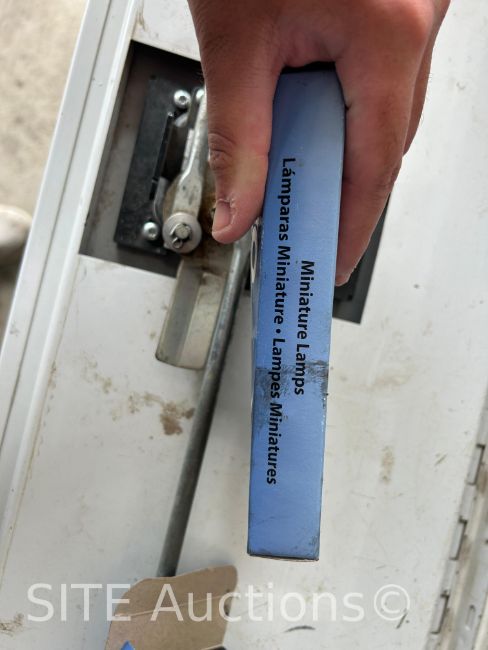 Miniature Lamps
Lámparas Miniature • Lampes Miniatures
SITE Auctions©